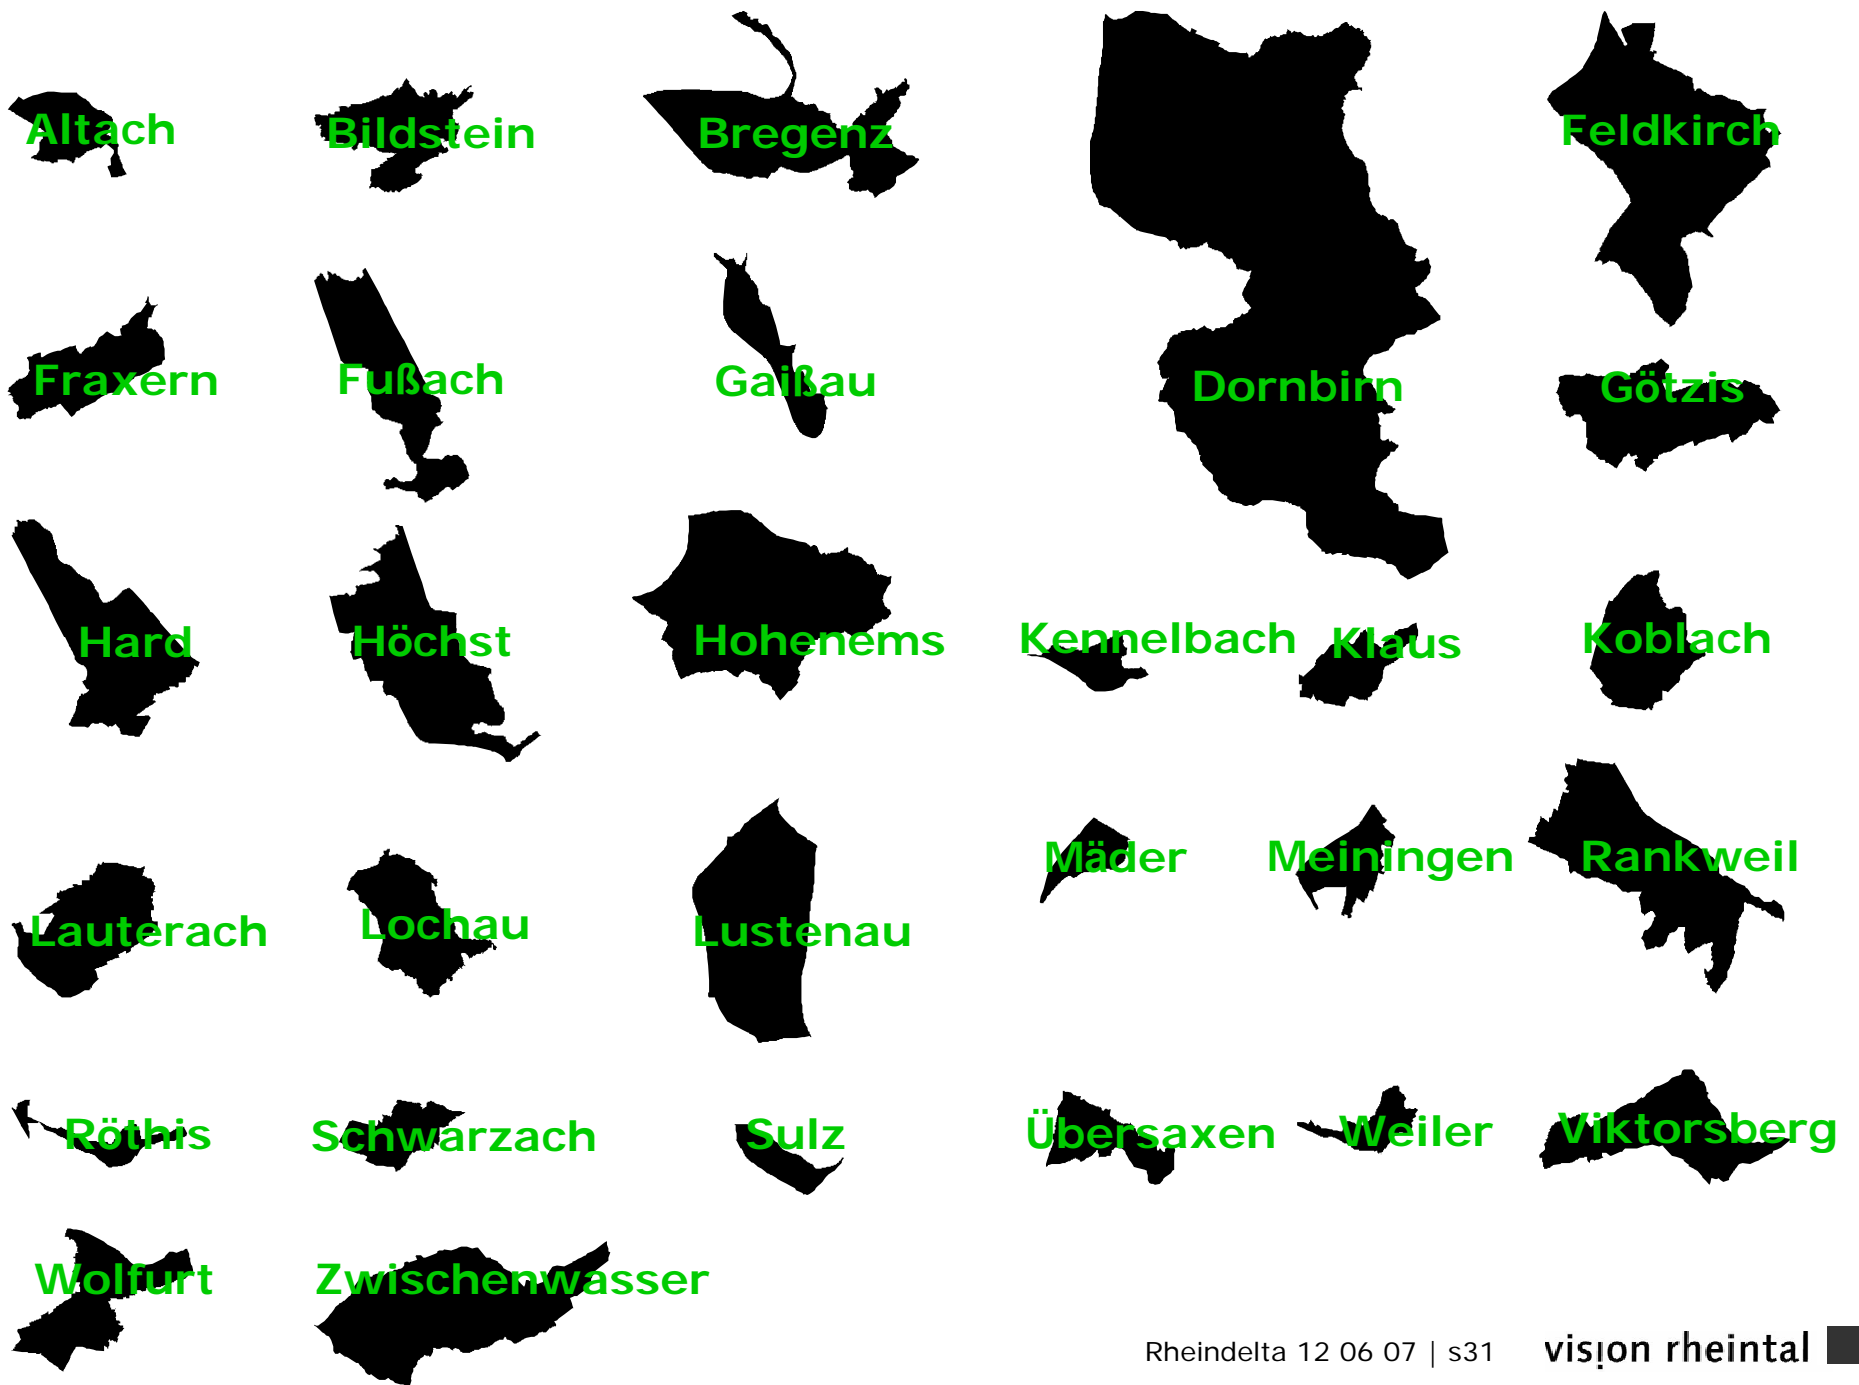 Altach
Bildstein
Bregenz
Feldkirch
Fraxern
Fußach
Gaißau
Dornbirn
Götzis
Hard
Höchst
Hohenems
Kennelbach
Klaus
Koblach
Mäder
Meiningen
Rankweil
Lauterach
Lochau
Lustenau
Röthis
Schwarzach
Sulz
Übersaxen
Weiler
Viktorsberg
Wolfurt
Zwischenwasser
Rheindelta 12 06 07 | s31
vision rheintal